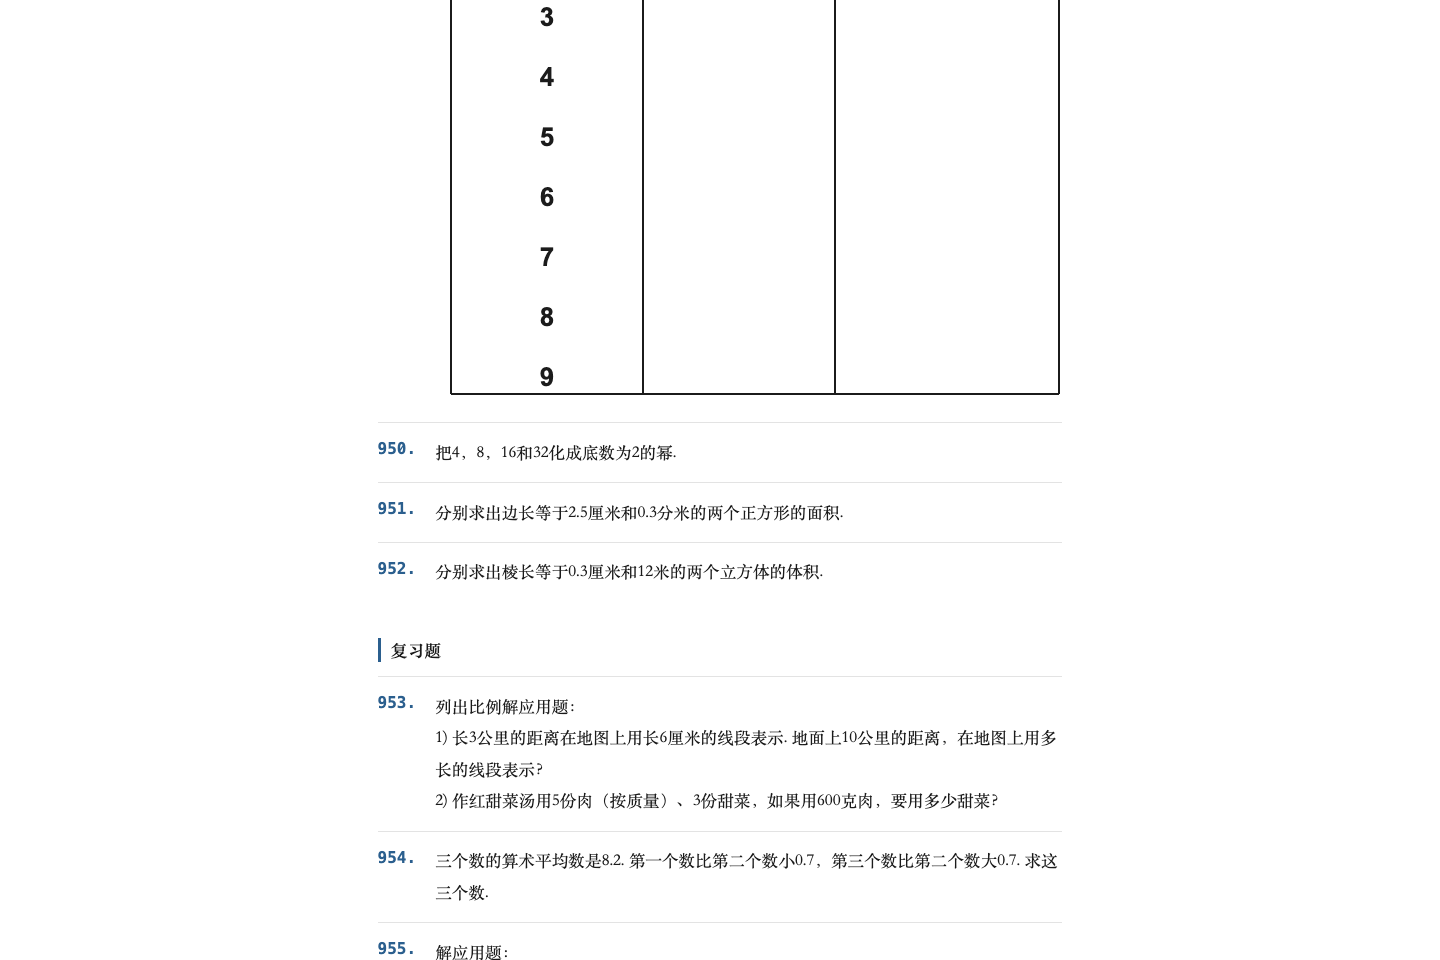 3
4
5
6
7
8
9
950. 把4，8，16和32化成底数为2的幂.
951. 分别求出边长等于2.5厘米和0.3分米的两个正方形的面积.
952. 分别求出棱长等于0.3厘米和12米的两个立方体的体积.
复习题
953. 列出比例解应用题：
1) 长3公里的距离在地图上用长6厘米的线段表示. 地面上10公里的距离，在地图上用多
长的线段表示？
2) 作红甜菜汤用5份肉（按质量）、3份甜菜，如果用600克肉，要用多少甜菜？
954. 三个数的算术平均数是8.2. 第一个数比第二个数小0.7，第三个数比第二个数大0.7. 求这
三个数.
955. 解应用题：